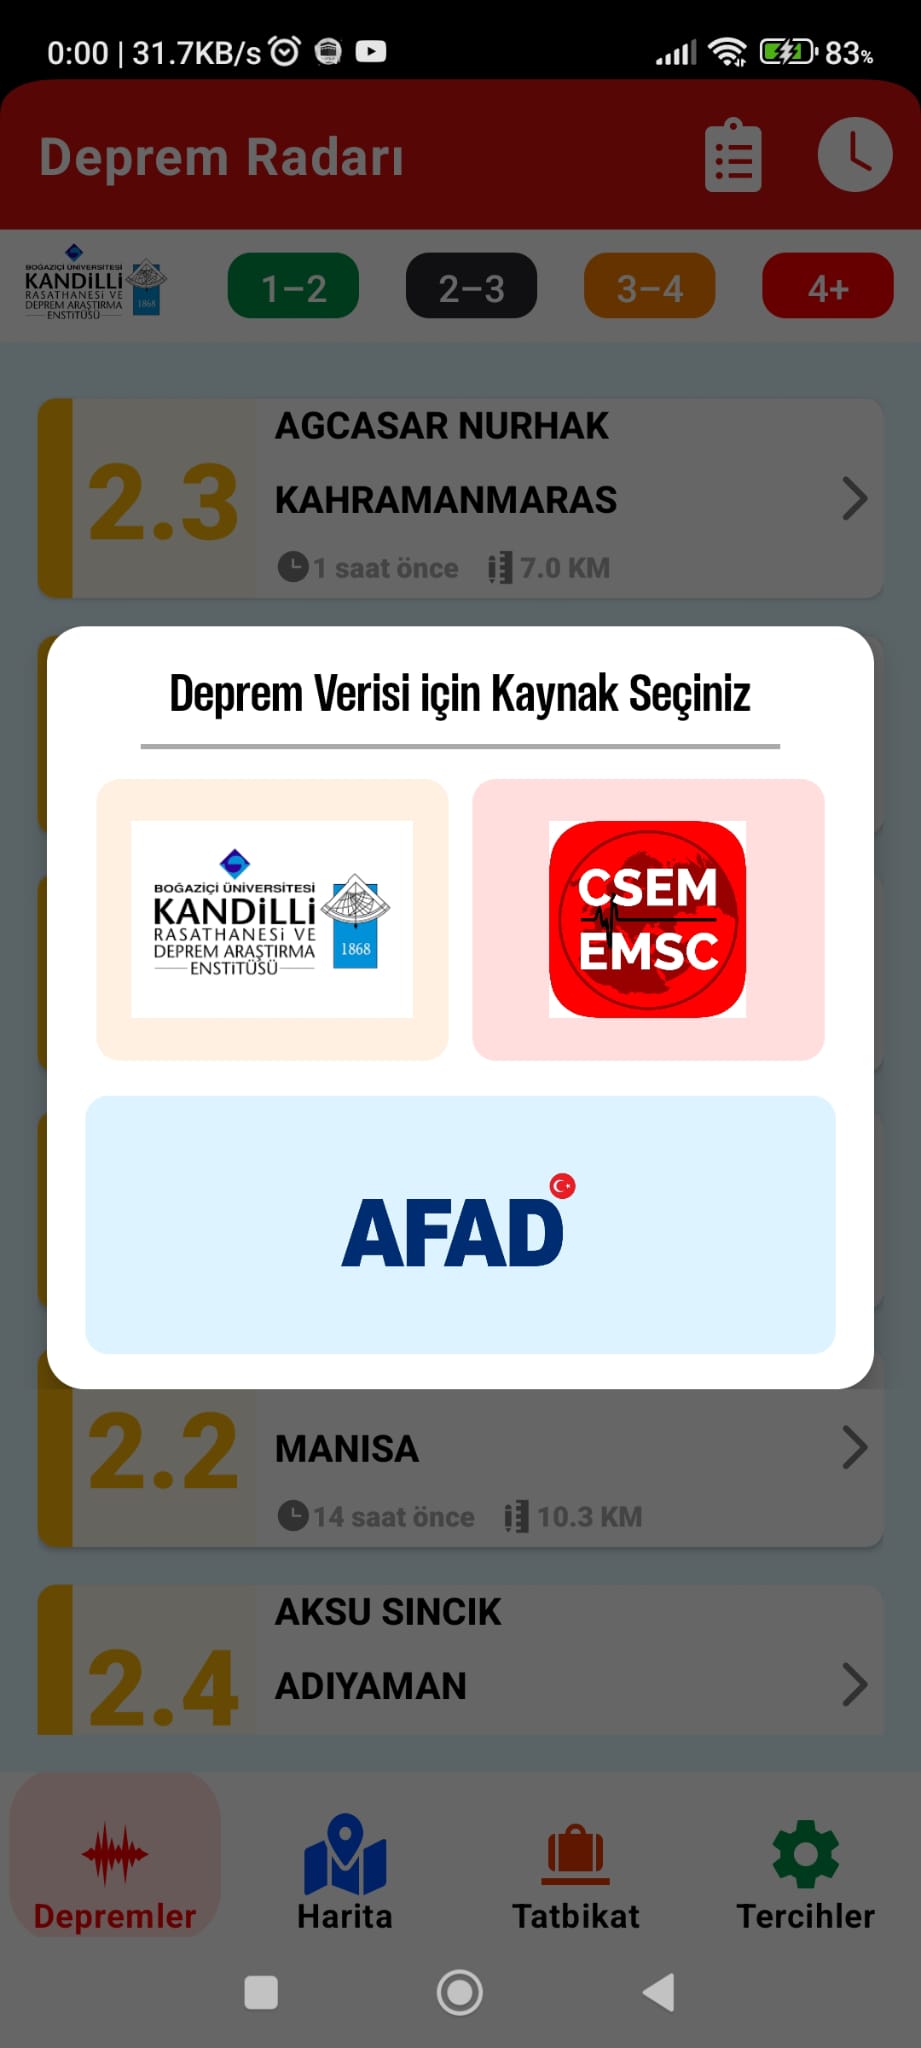 0:00 | 31.7KB/s 83%
Deprem Radarı
BOĞAZİÇİ ÜNİVERSİTESİ
KANDİLLİ
RASATHANESİ VE
DEPREM ARAŞTIRMA
ENSTİTÜSÜ
1868
1-2 2-3 3-4 4+
AGCASAR NURHAK
2.3 KAHRAMANMARAS
1 saat önce 7.0 KM
Deprem Verisi için Kaynak Seçiniz
BOĞAZİÇİ ÜNİVERSİTESİ
KANDİLLİ
RASATHANESİ VE
DEPREM ARAŞTIRMA
ENSTİTÜSÜ
1868
CSEM
EMSC
AFAD
2.2 MANISA
14 saat önce 10.3 KM
AKSU SINCIK
2.4 ADIYAMAN
Depremler Harita Tatbikat Tercihler